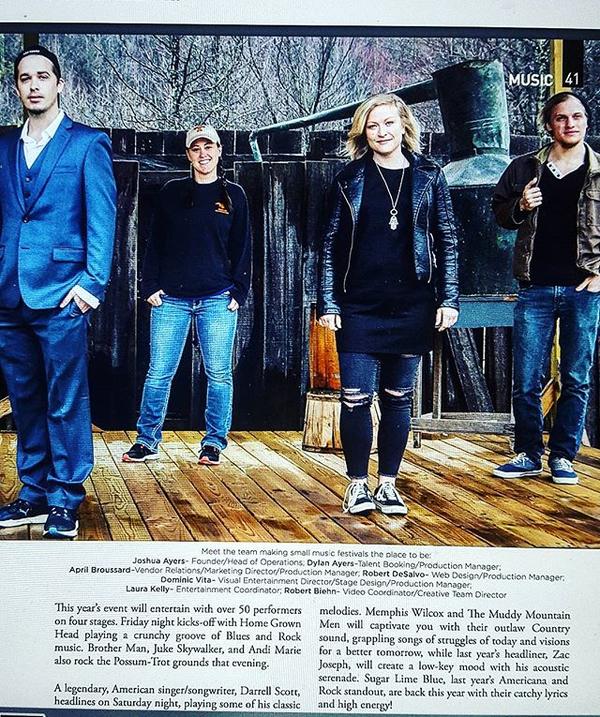 MUSIC 41
Meet the team making small music festivals the place to be:
Joshua Ayers- Founder/Head of Operations; Dylan Ayers-Talent Booking/Production Manager;
April Broussard-Vendor Relations/Marketing Director/Production Manager; Robert DeSalvo- Web Design/Production Manager;
Dominic Vita- Visual Entertainment Director/Stage Design/Production Manager;
Laura Kelly- Entertainment Coordinator; Robert Biehn- Video Coordinator/Creative Team Director
This year's event will entertain with over 50 performers
on four stages. Friday night kicks-off with Home Grown
Head playing a crunchy groove of Blues and Rock
music. Brother Man, Juke Skywalker, and Andi Marie
also rock the Possum-Trot grounds that evening.
A legendary, American singer/songwriter, Darrell Scott,
headlines on Saturday night, playing some of his classic
melodies. Memphis Wilcox and The Muddy Mountain
Men will captivate you with their outlaw Country
sound, grappling songs of struggles of today and visions
for a better tomorrow, while last year's headliner, Zac
Joseph, will create a low-key mood with his acoustic
serenade. Sugar Lime Blue, last year's Americana and
Rock standout, are back this year with their catchy lyrics
and high energy!